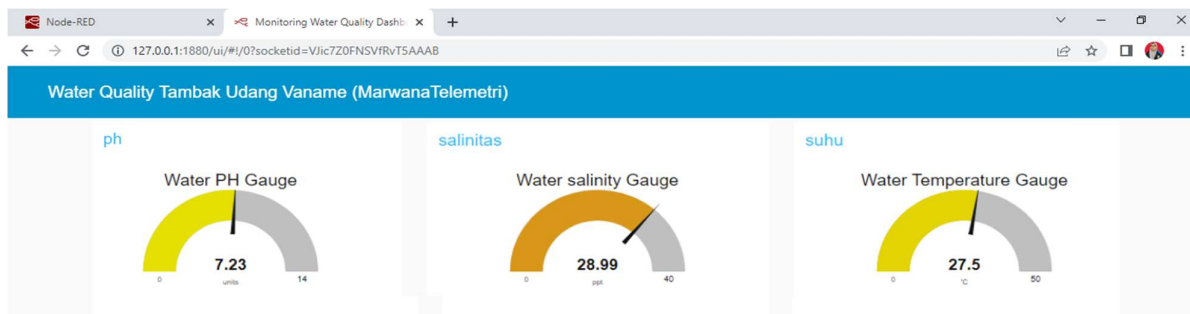 Node-RED
Monitoring Water Quality Dashb
127.0.0.1:1880/ui/#!/0?socketid=VJic7Z0FNSVfRvT5AAAB
Water Quality Tambak Udang Vaname (MarwanaTelemetri)
ph
Water PH Gauge
7.23
units
0
14
salinitas
Water salinity Gauge
28.99
ppt
0
40
suhu
Water Temperature Gauge
27.5
°C
0
50